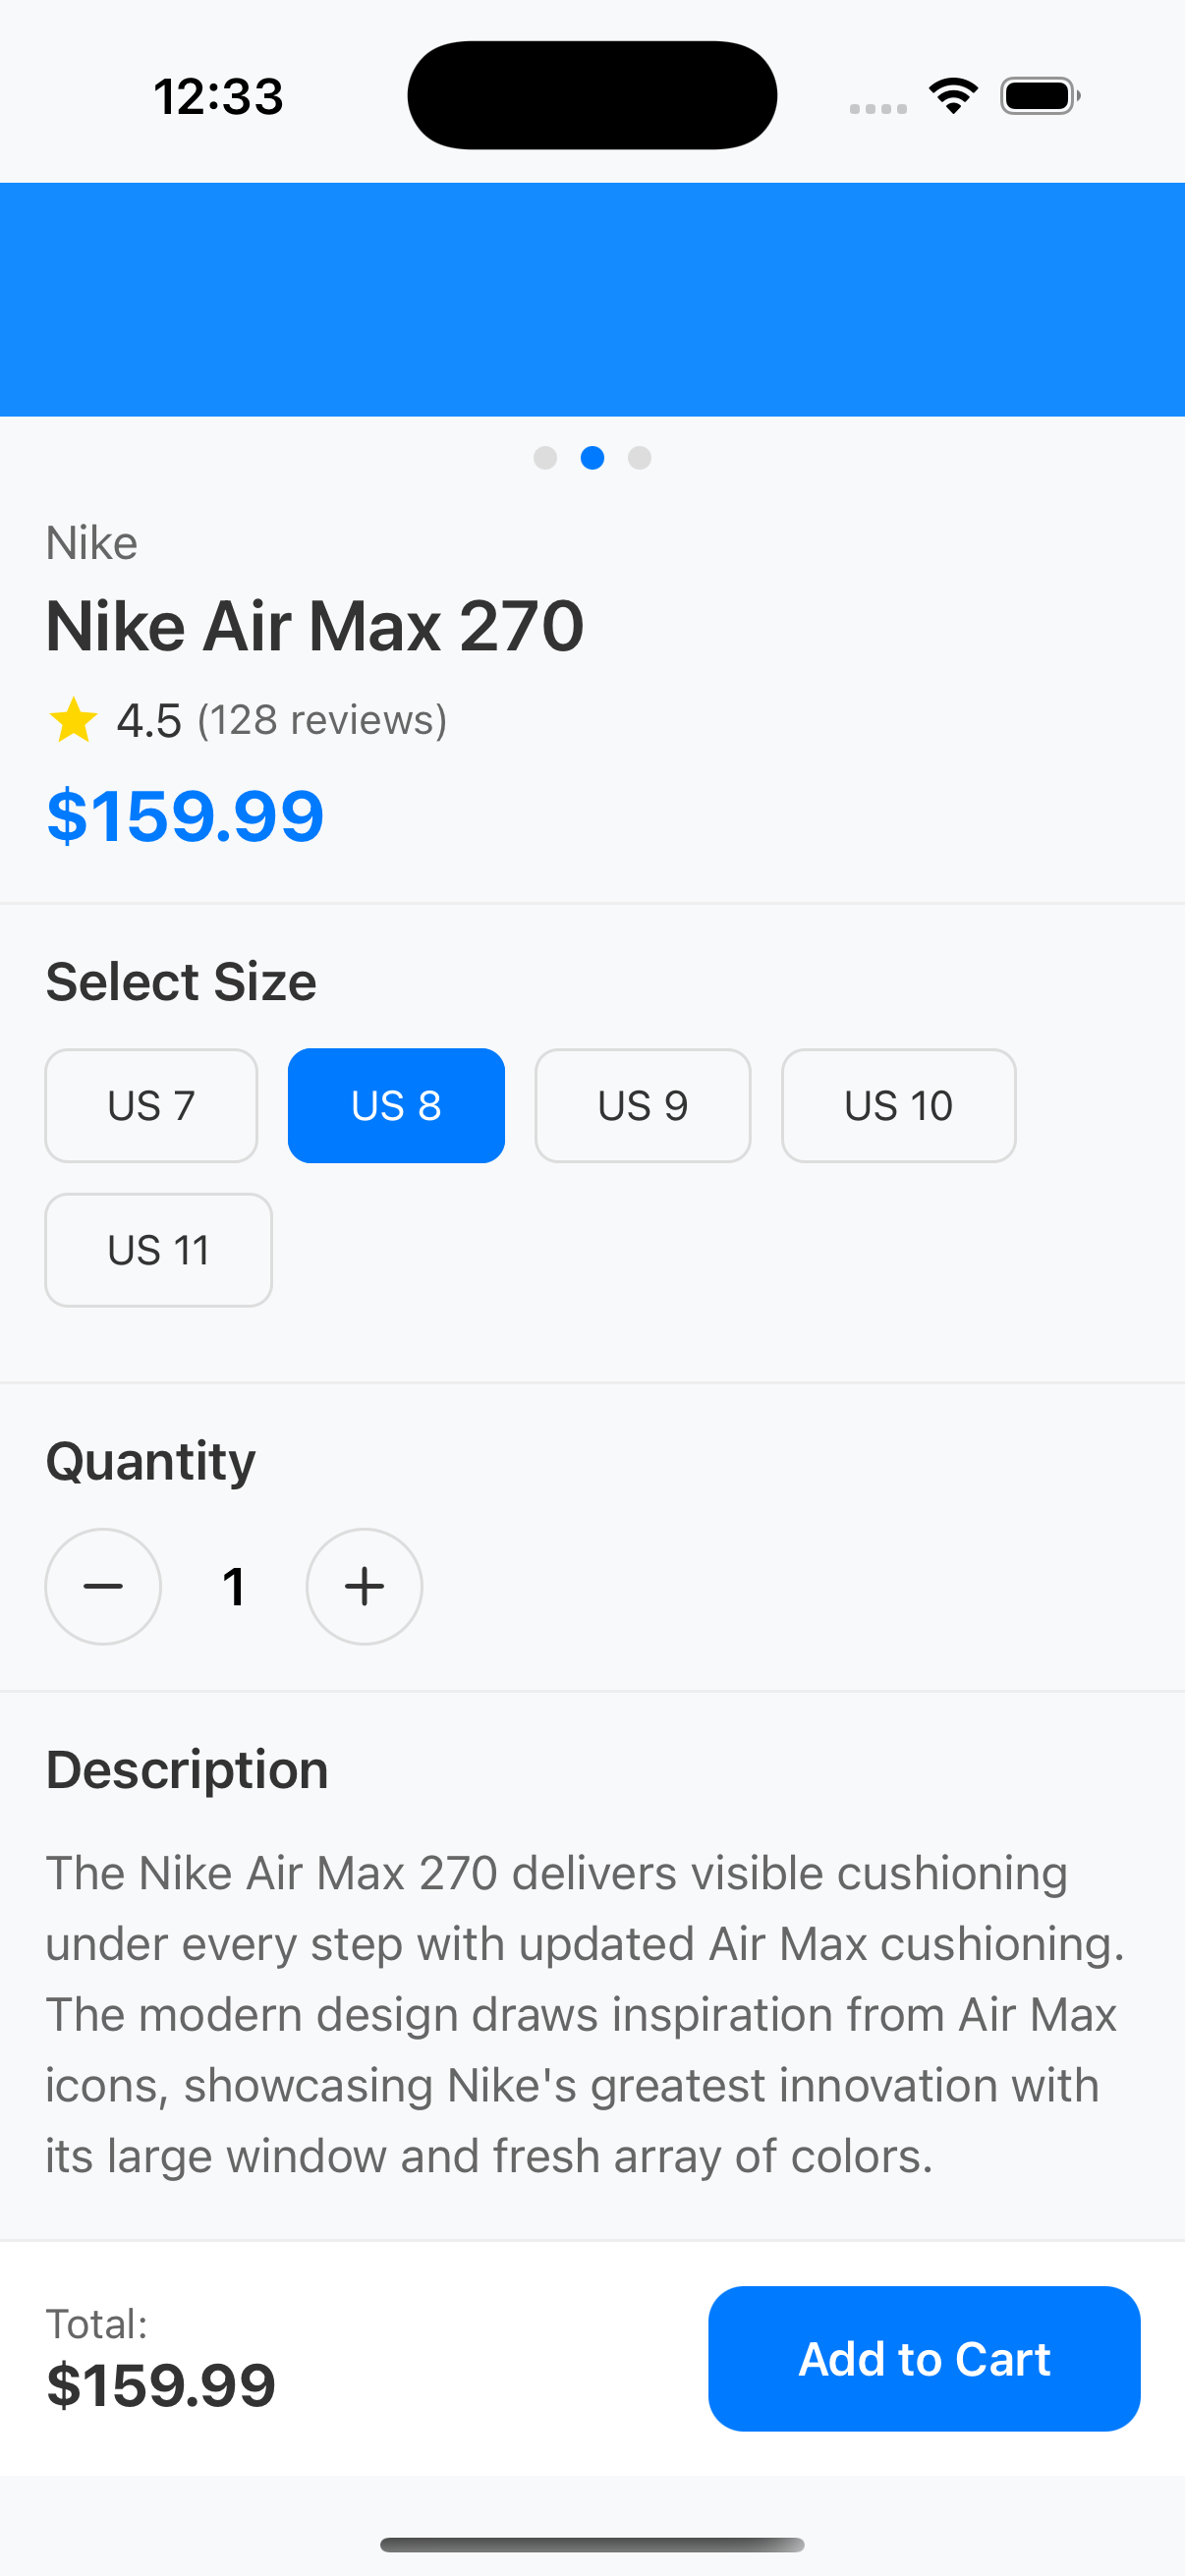 12:33
Nike
Nike Air Max 270
4.5 (128 reviews)
$159.99
Select Size
US 7
US 8
US 9
US 10
US 11
Quantity
1
Description
The Nike Air Max 270 delivers visible cushioning
under every step with updated Air Max cushioning.
The modern design draws inspiration from Air Max
icons, showcasing Nike's greatest innovation with
its large window and fresh array of colors.
Total:
$159.99
Add to Cart